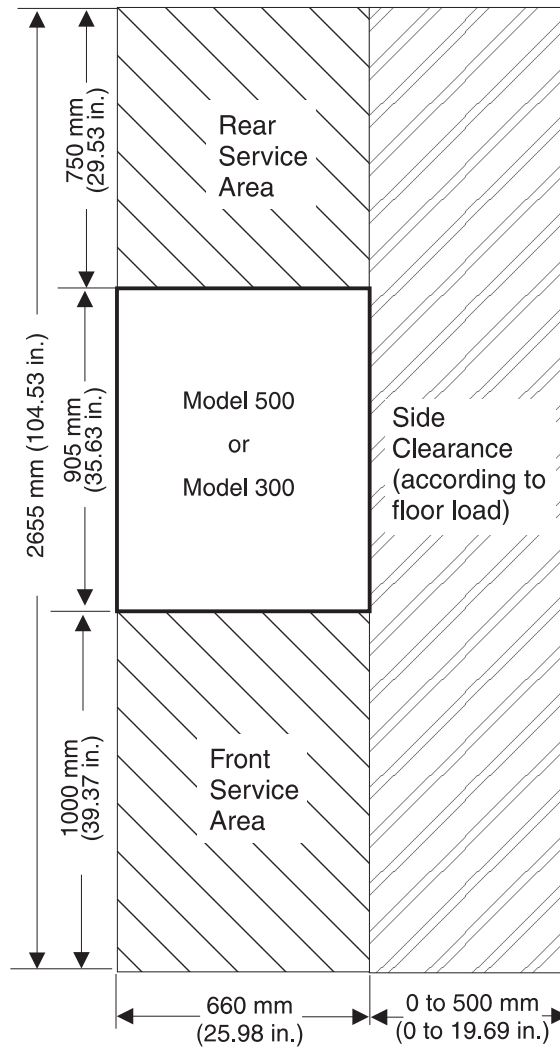 750 mm
(29.53 in.)
Rear
Service
Area
2655 mm (104.53 in.)
905 mm
(35.63 in.)
Model 500
or
Model 300
Side
Clearance
(according to
floor load)
1000 mm
(39.37 in.)
Front
Service
Area
660 mm
(25.98 in.)
0 to 500 mm
(0 to 19.69 in.)